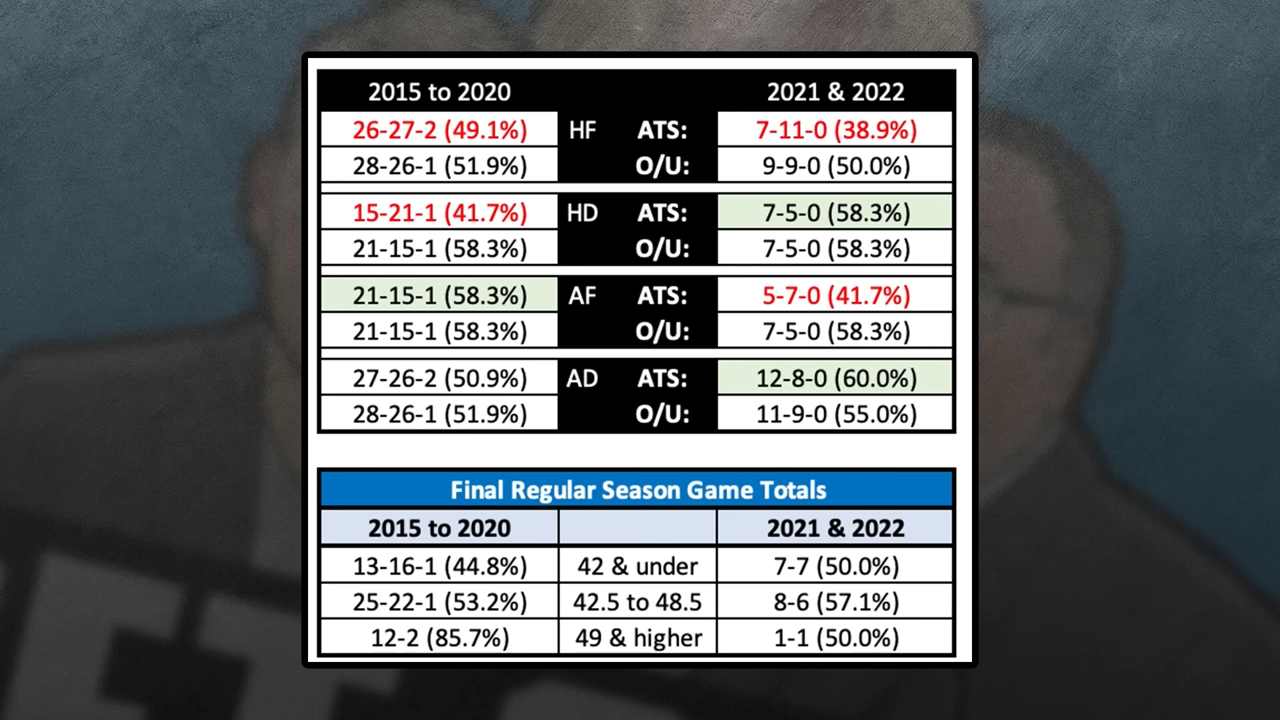 2015 to 2020 2021 & 2022
26-27-2 (49.1%) HF ATS: 7-11-0 (38.9%)
28-26-1 (51.9%) O/U: 9-9-0 (50.0%)
15-21-1 (41.7%) HD ATS: 7-5-0 (58.3%)
21-15-1 (58.3%) O/U: 7-5-0 (58.3%)
21-15-1 (58.3%) AF ATS: 5-7-0 (41.7%)
21-15-1 (58.3%) O/U: 7-5-0 (58.3%)
27-26-2 (50.9%) AD ATS: 12-8-0 (60.0%)
28-26-1 (51.9%) O/U: 11-9-0 (55.0%)
Final Regular Season Game Totals
2015 to 2020 2021 & 2022
13-16-1 (44.8%) 42 & under 7-7 (50.0%)
25-22-1 (53.2%) 42.5 to 48.5 8-6 (57.1%)
12-2 (85.7%) 49 & higher 1-1 (50.0%)